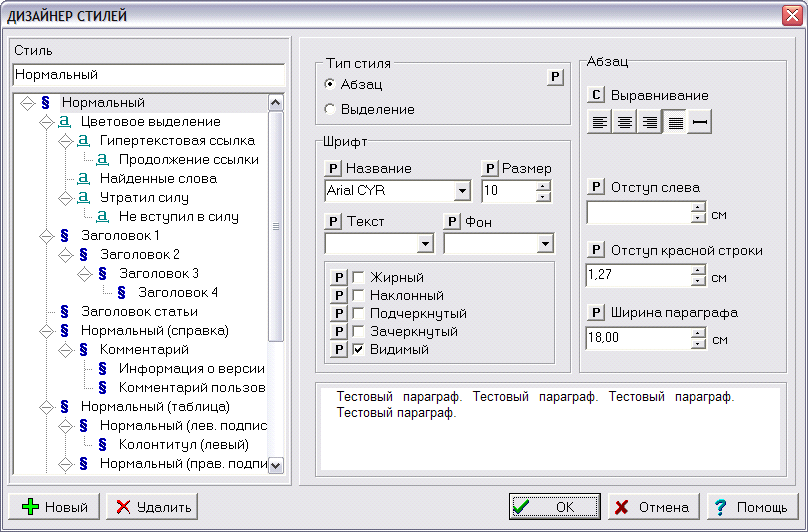 ДИЗАЙНЕР СТИЛЕЙ
Стиль
Нормальный
§ Нормальный
a Цветовое выделение
a Гипертекстовая ссылка
a Продолжение ссылки
a Найденные слова
a Утратил силу
a Не вступил в силу
§ Заголовок 1
§ Заголовок 2
§ Заголовок 3
§ Заголовок 4
§ Заголовок статьи
§ Нормальный (справка)
§ Комментарий
§ Информация о версии
§ Комментарий пользов
§ Нормальный (таблица)
§ Нормальный (лев. подпис
§ Колонтитул (левый)
§ Нормальный (прав. подпи
Новый
Удалить
Тип стиля
Абзац
P
Выделение
Шрифт
P Название
P Размер
Arial CYR
10
P Текст
P Фон
P Жирный
P Наклонный
P Подчеркнутый
P Зачеркнутый
P Видимый
Абзац
C Выравнивание
P Отступ слева
см
P Отступ красной строки
1,27 см
P Ширина параграфа
18,00 см
Тестовый параграф. Тестовый параграф. Тестовый параграф.
Тестовый параграф.
OK
Отмена
? Помощь